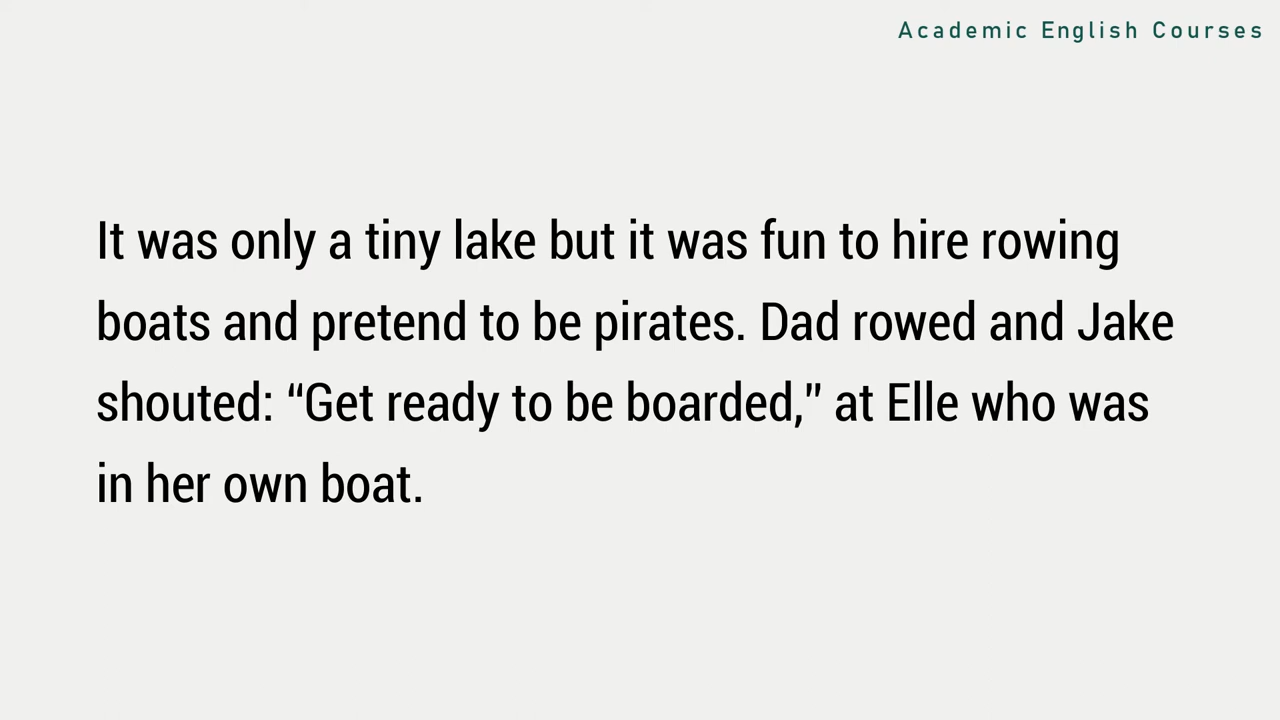 Academic English Courses
It was only a tiny lake but it was fun to hire rowing
boats and pretend to be pirates. Dad rowed and Jake
shouted: “Get ready to be boarded,” at Elle who was
in her own boat.